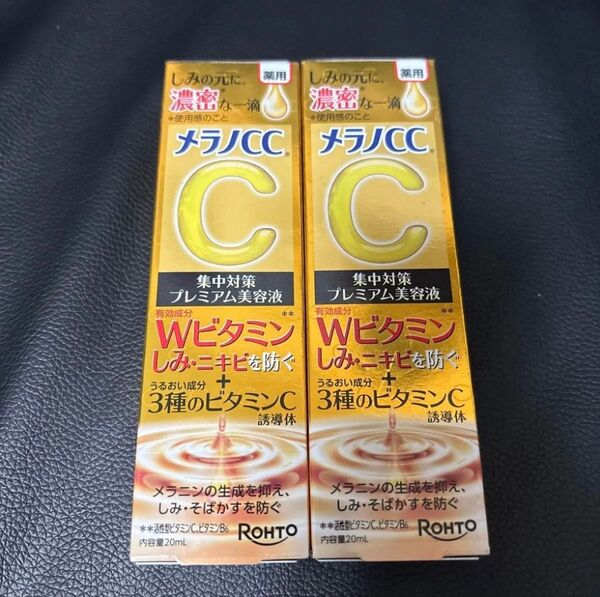 しみの元に。
薬用
濃密*な一滴
*使用感のこと
メラノCC®
C
集中対策
プレミアム美容液
有効成分
Wビタミン**
しみ・ニキビを防ぐ
+
うるおい成分
3種のビタミンC
誘導体
メラニンの生成を抑え、
しみ・そばかすを防ぐ
**活性型ビタミンC、ビタミンB6
内容量20mL
ROHTO
しみの元に。
薬用
濃密*な一滴
*使用感のこと
メラノCC®
C
集中対策
プレミアム美容液
有効成分
Wビタミン**
しみ・ニキビを防ぐ
+
うるおい成分
3種のビタミンC
誘導体
メラニンの生成を抑え、
しみ・そばかすを防ぐ
**活性型ビタミンC、ビタミンB6
内容量20mL
ROHTO